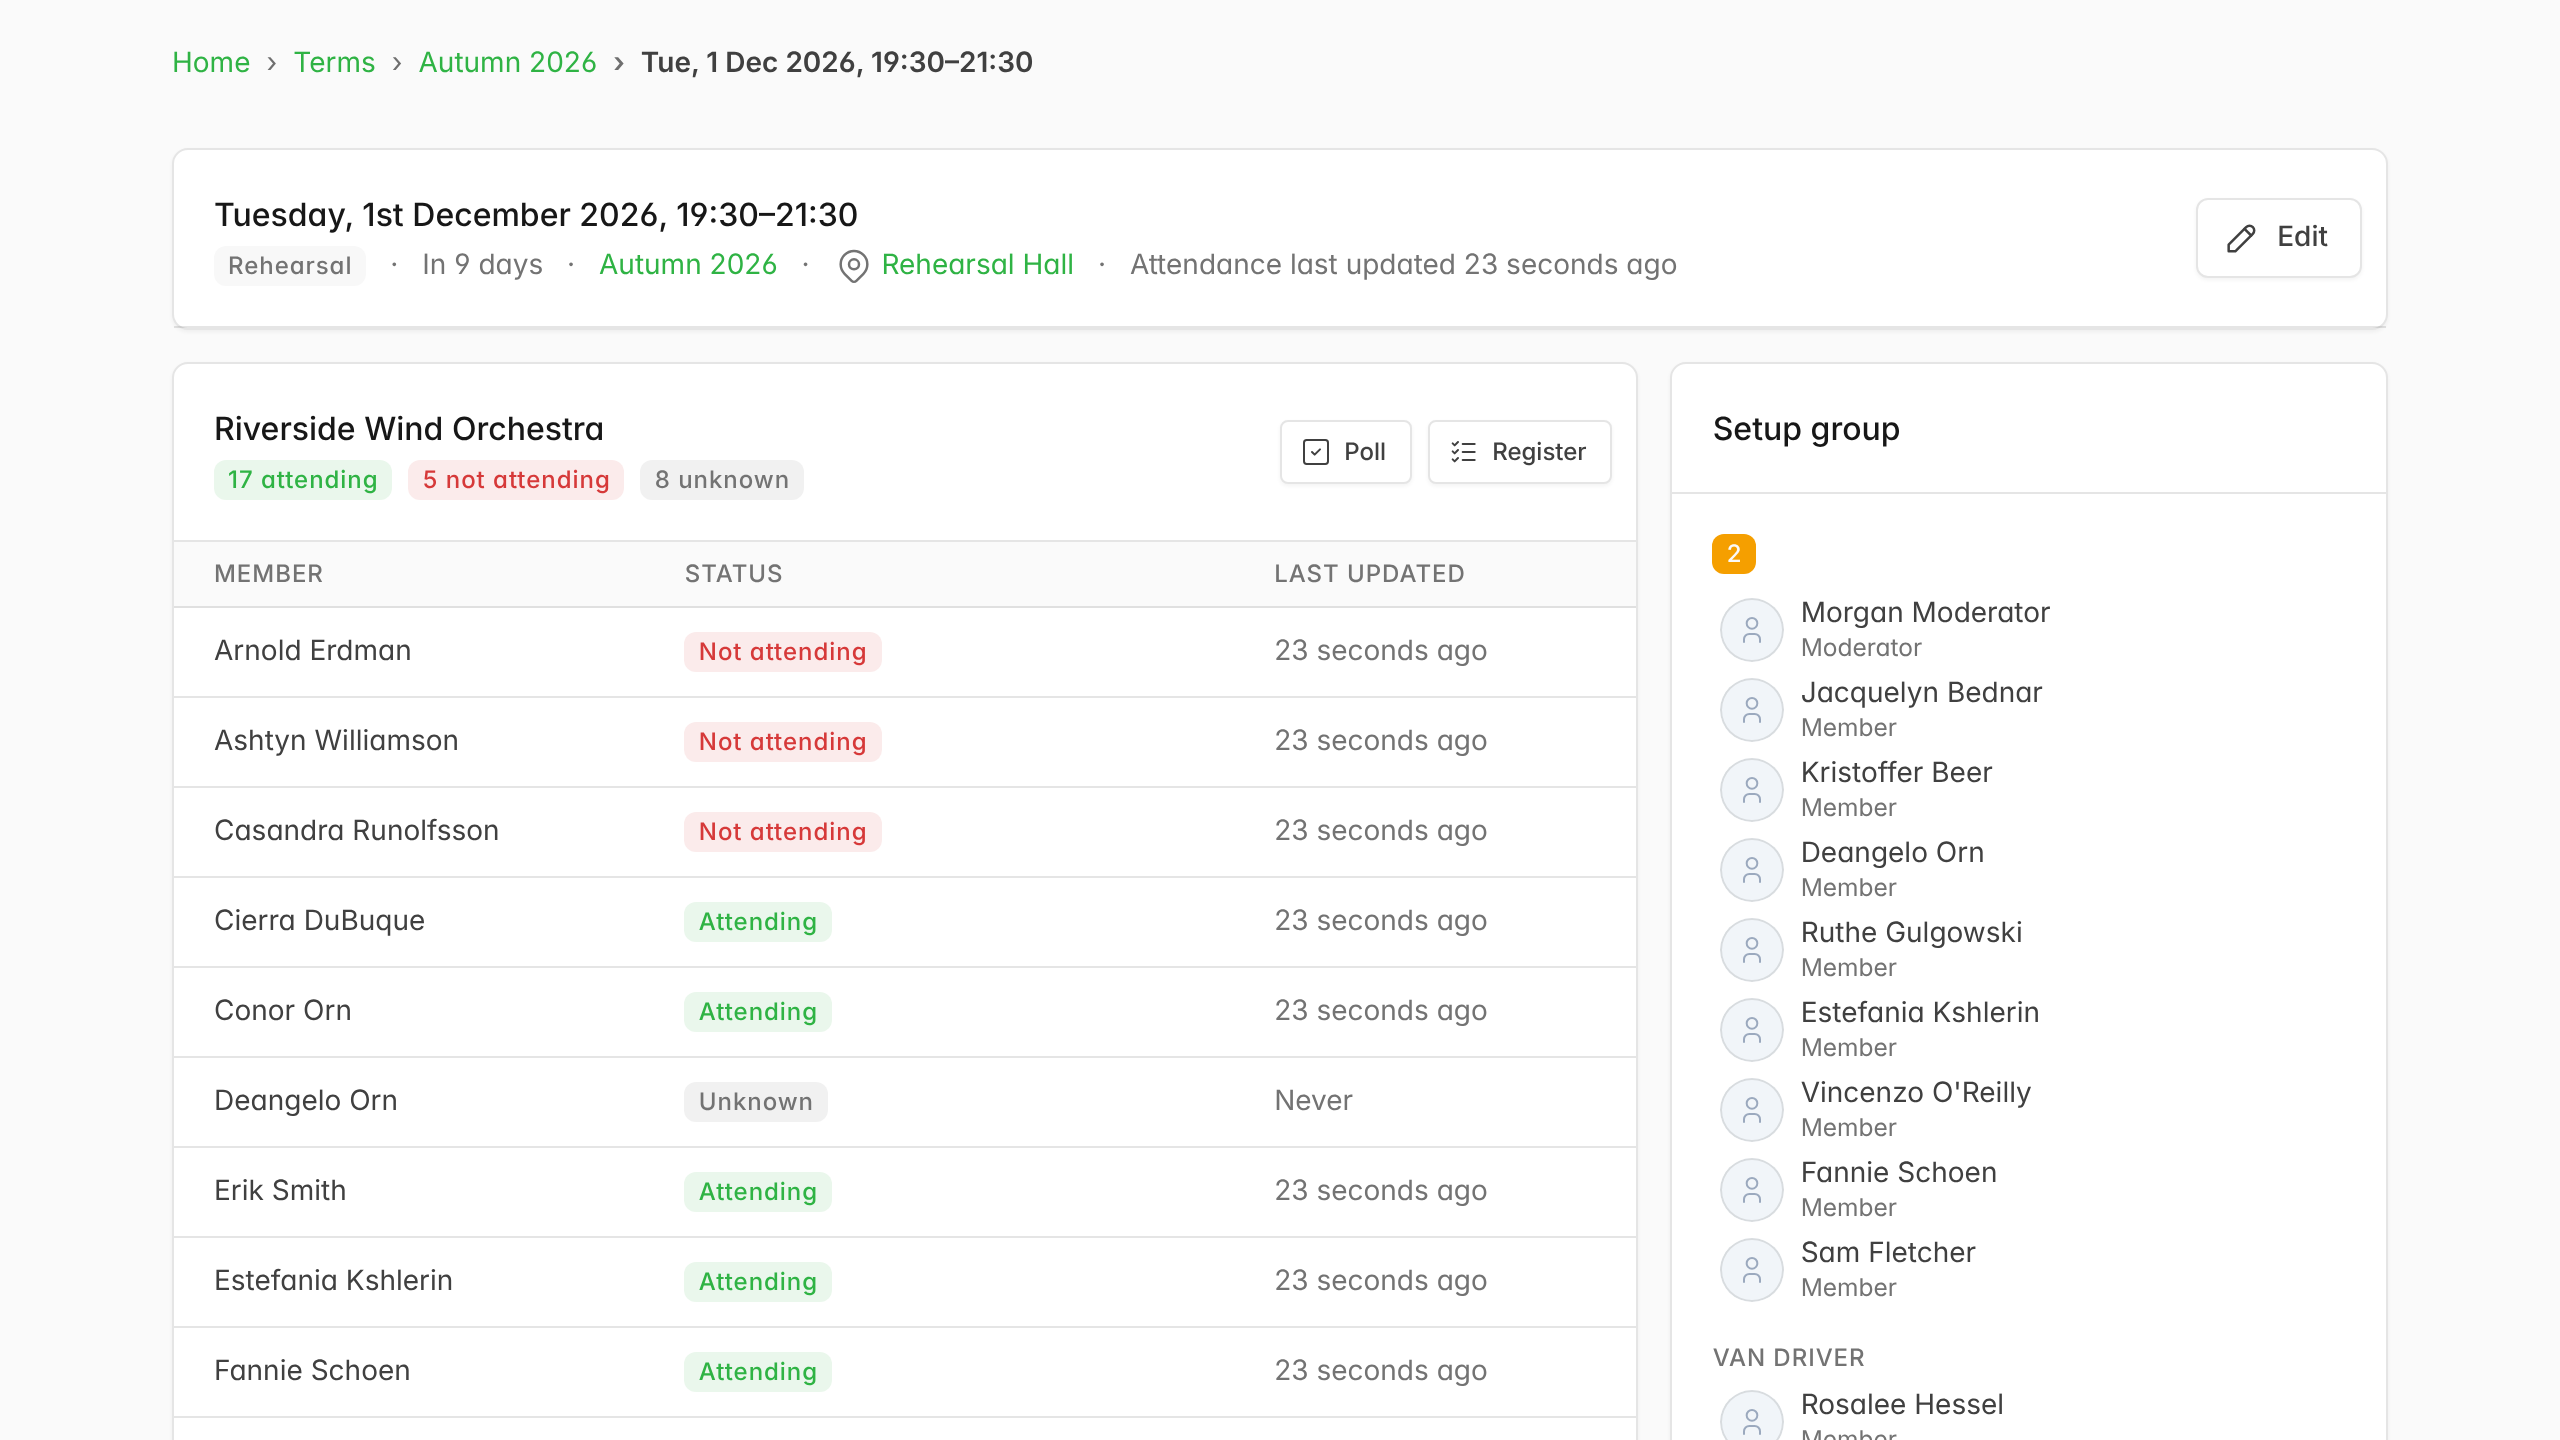 Home › Terms › Autumn 2026 › Tue, 1 Dec 2026, 19:30–21:30
Tuesday, 1st December 2026, 19:30–21:30
Rehearsal · In 9 days · Autumn 2026 · Rehearsal Hall · Attendance last updated 23 seconds ago
Edit
Riverside Wind Orchestra
17 attending 5 not attending 8 unknown
Poll Register
MEMBER STATUS LAST UPDATED
Arnold Erdman Not attending 23 seconds ago
Ashtyn Williamson Not attending 23 seconds ago
Casandra Runolfsson Not attending 23 seconds ago
Cierra DuBuque Attending 23 seconds ago
Conor Orn Attending 23 seconds ago
Deangelo Orn Unknown Never
Erik Smith Attending 23 seconds ago
Estefania Kshlerin Attending 23 seconds ago
Fannie Schoen Attending 23 seconds ago
Setup group
2
Morgan Moderator
Moderator
Jacquelyn Bednar
Member
Kristoffer Beer
Member
Deangelo Orn
Member
Ruthe Gulgowski
Member
Estefania Kshlerin
Member
Vincenzo O'Reilly
Member
Fannie Schoen
Member
Sam Fletcher
Member
VAN DRIVER
Rosalee Hessel
Member